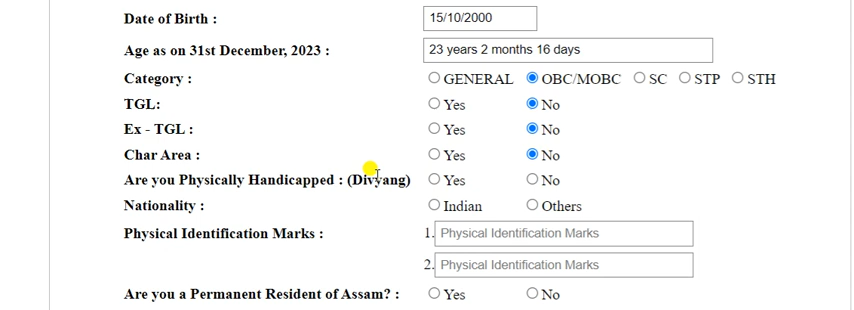 Date of Birth : 15/10/2000
Age as on 31st December, 2023 : 23 years 2 months 16 days
Category : GENERAL OBC/MOBC SC STP STH
TGL: Yes No
Ex - TGL : Yes No
Char Area : Yes No
Are you Physically Handicapped : (Divyang) Yes No
Nationality : Indian Others
Physical Identification Marks : 1. Physical Identification Marks
2. Physical Identification Marks
Are you a Permanent Resident of Assam? : Yes No